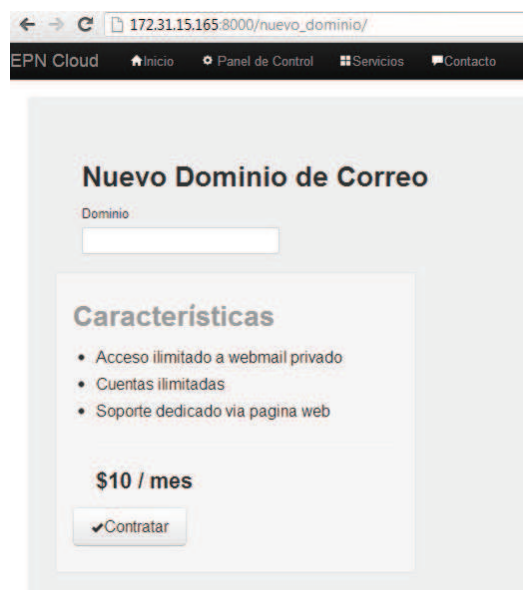 172.31.15.165:8000/nuevo_dominio/
EPN Cloud Inicio Panel de Control Servicios Contacto
Nuevo Dominio de Correo
Dominio
Características
Acceso ilimitado a webmail privado
Cuentas ilimitadas
Soporte dedicado via pagina web
$10 / mes
Contratar